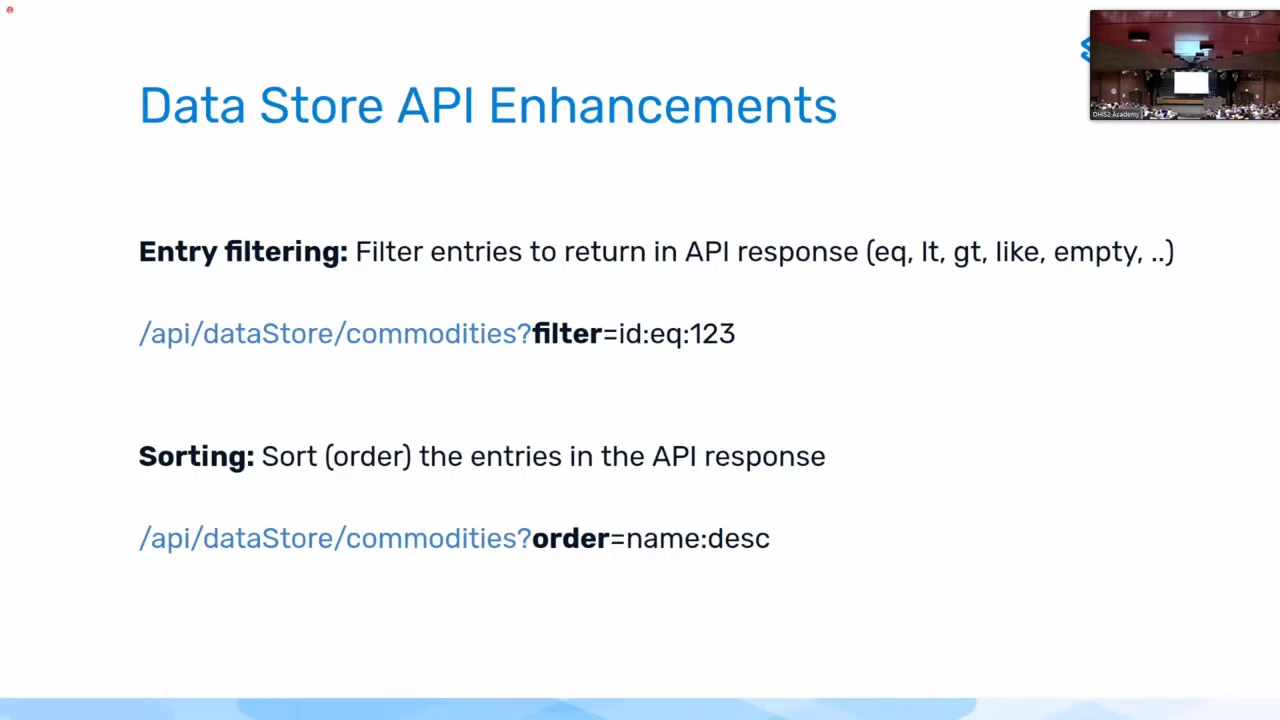 Data Store API Enhancements
DHIS2 Academy
Entry filtering: Filter entries to return in API response (eq, lt, gt, like, empty, ..)
/api/dataStore/commodities?filter=id:eq:123
Sorting: Sort (order) the entries in the API response
/api/dataStore/commodities?order=name:desc